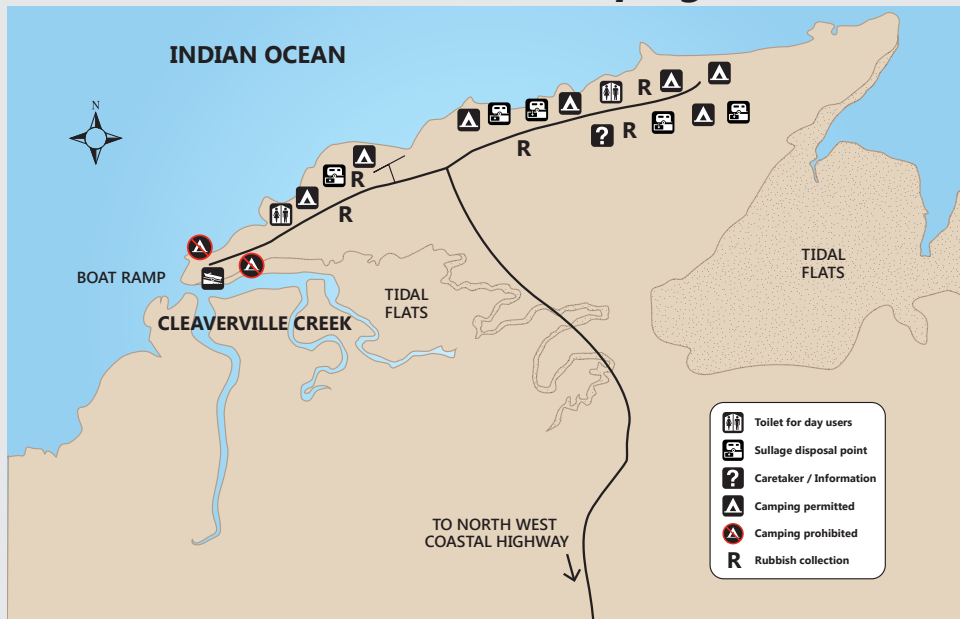 INDIAN OCEAN
N
R
R
R
R
R
?
BOAT RAMP
TIDAL
FLATS
TIDAL
FLATS
CLEAVERVILLE CREEK
TO NORTH WEST
COASTAL HIGHWAY
Toilet for day users
Sullage disposal point
? Caretaker / Information
Camping permitted
Camping prohibited
R Rubbish collection